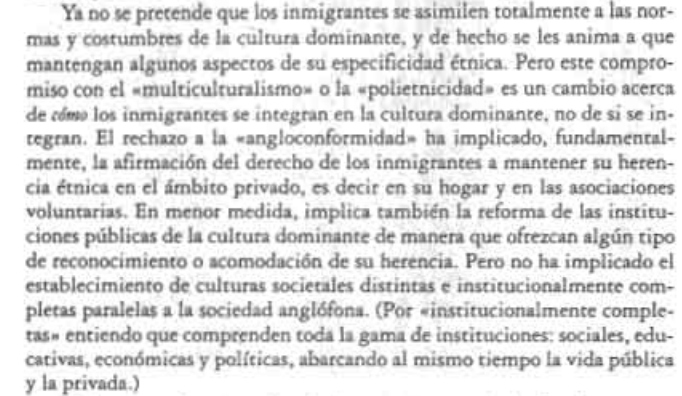 Ya no se pretende que los inmigrantes se asimilen totalmente a las nor-
mas y costumbres de la cultura dominante, y de hecho se les anima a que
mantengan algunos aspectos de su especificidad étnica. Pero este compro-
miso con el «multiculturalismo» o la «polietnicidad» es un cambio acerca
de cómo los inmigrantes se integran en la cultura dominante, no de si se in-
tegran. El rechazo a la «angloconformidad» ha implicado, fundamental-
mente, la afirmación del derecho de los inmigrantes a mantener su heren-
cia étnica en el ámbito privado, es decir en su hogar y en las asociaciones
voluntarias. En menor medida, implica también la reforma de las institu-
ciones públicas de la cultura dominante de manera que ofrezcan algún tipo
de reconocimiento o acomodación de su herencia. Pero no ha implicado el
establecimiento de culturas societales distintas e institucionalmente com-
pletas paralelas a la sociedad anglófona. (Por «institucionalmente comple-
tas» entiendo que comprenden toda la gama de instituciones: sociales, edu-
cativas, económicas y políticas, abarcando al mismo tiempo la vida pública
y la privada.)